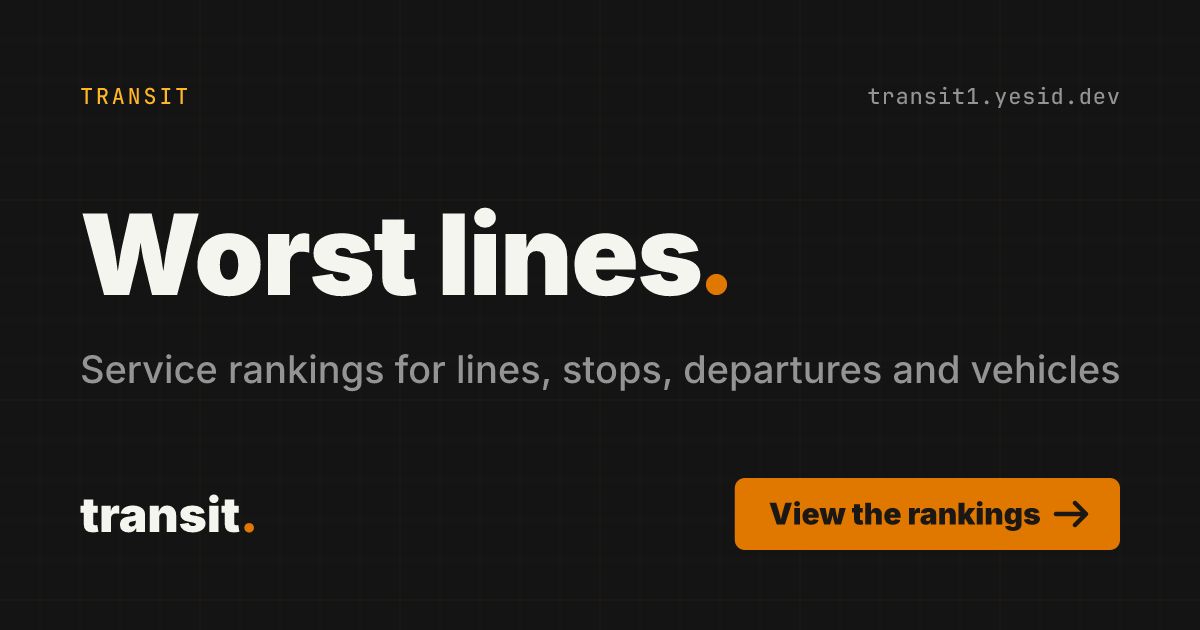 TRANSIT
transit1.yesid.dev
Worst lines.
Service rankings for lines, stops, departures and vehicles
transit.
View the rankings →